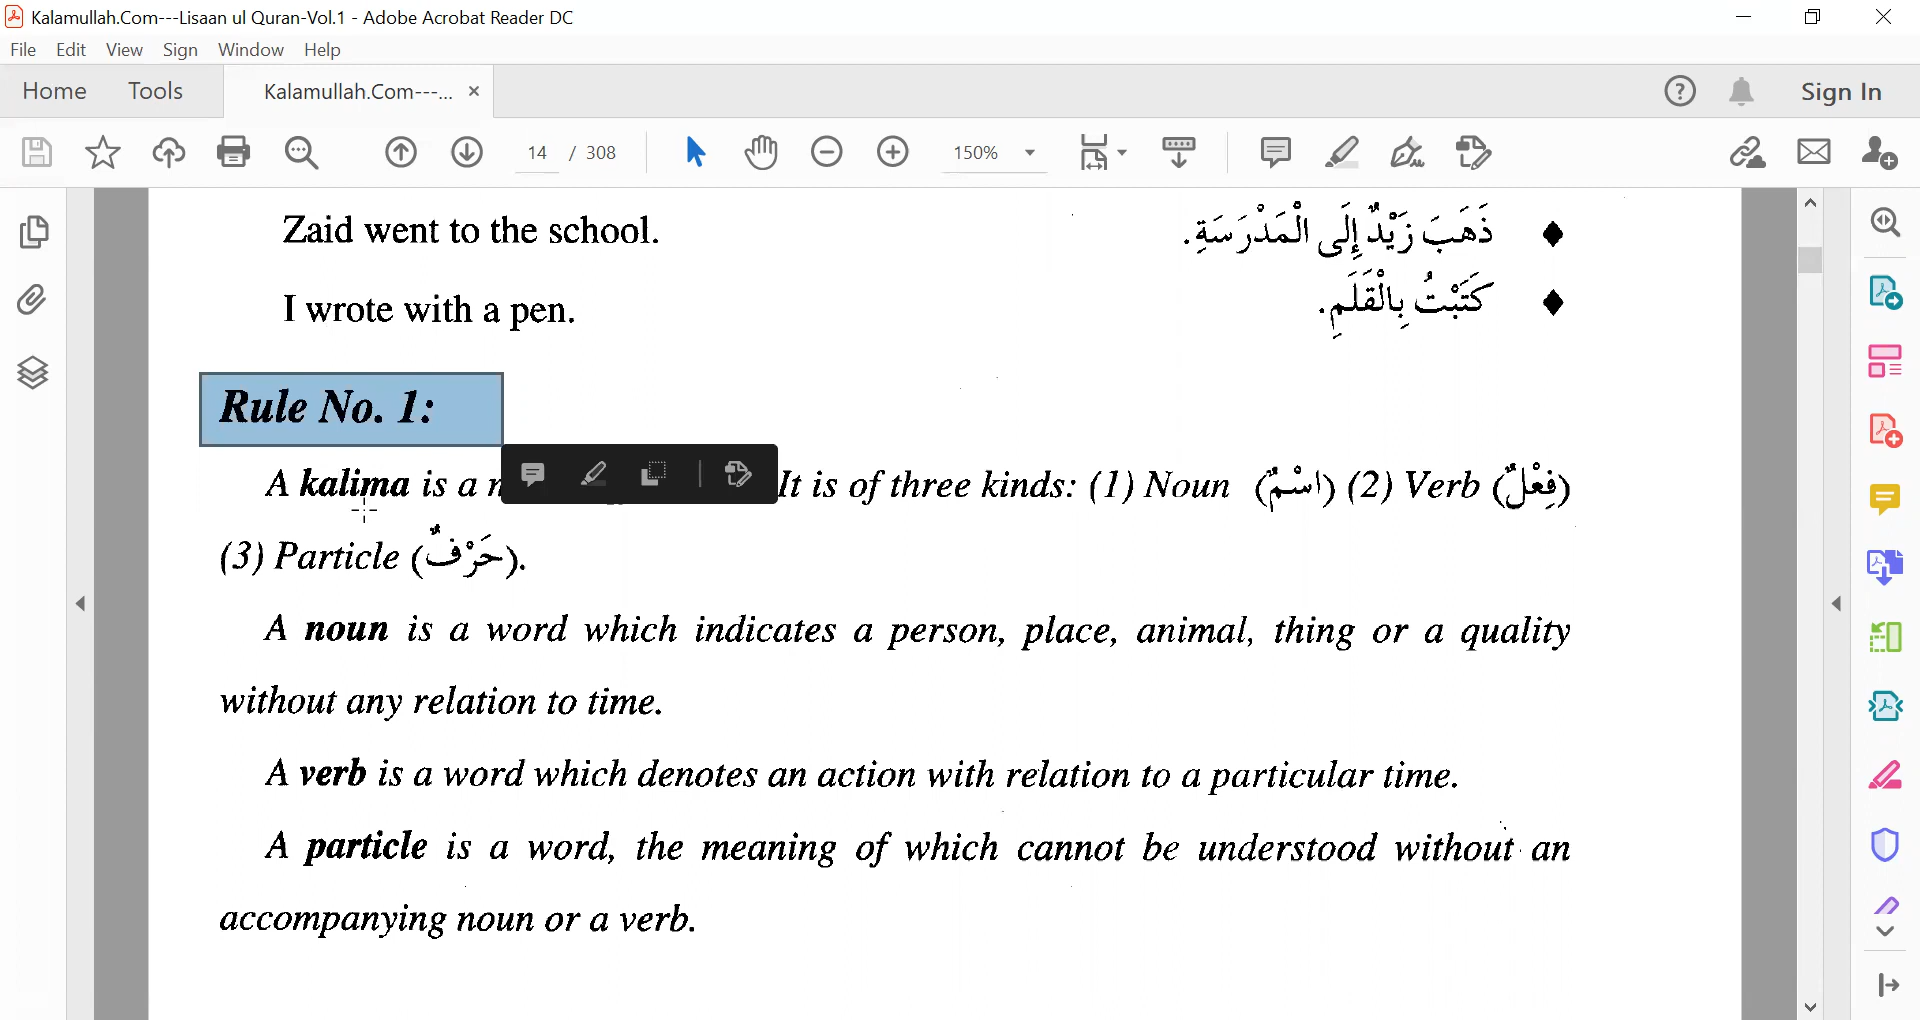 Kalamullah.Com---Lisaan ul Quran-Vol.1 - Adobe Acrobat Reader DC
File Edit View Sign Window Help
Home Tools Kalamullah.Com---... Sign In
14 / 308 150%
Zaid went to the school. ذَهَبَ زَيْدٌ إِلَى الْمَدْرَسَةِ.
I wrote with a pen. كَتَبْتُ بِالْقَلَمِ.
Rule No. 1:
A kalima is a It is of three kinds: (1) Noun (اسْمٌ) (2) Verb (فِعْلٌ)
(3) Particle (حَرْفٌ).
A noun is a word which indicates a person, place, animal, thing or a quality
without any relation to time.
A verb is a word which denotes an action with relation to a particular time.
A particle is a word, the meaning of which cannot be understood without an
accompanying noun or a verb.